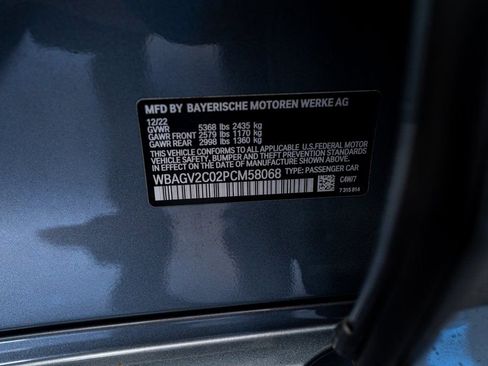 MFD BY BAYERISCHE MOTOREN WERKE AG
12/22
GVWR 5368 lbs 2435 kg
GAWR FRONT 2579 lbs 1170 kg
GAWR REAR 2998 lbs 1360 kg
THIS VEHICLE CONFORMS TO ALL APPLICABLE U.S.FEDERAL MOTOR
VEHICLE SAFETY, BUMPER AND THEFT PREVENTION STANDARDS
IN EFFECT ON THE DATE OF MANUFACTURE SHOWN ABOVE.
WBAGV2C02PCM58068 TYPE: PASSENGER CAR
C4W/7
7 315 814